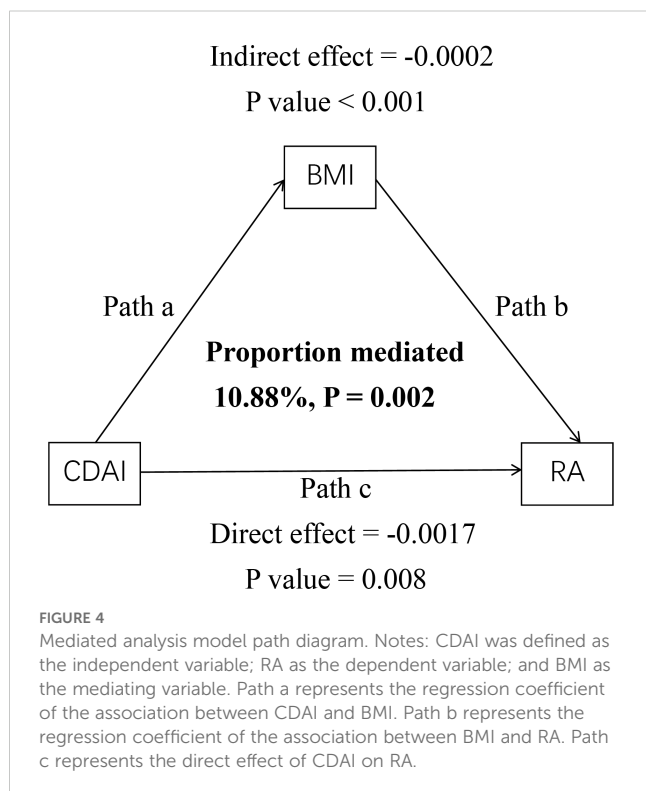 Indirect effect = -0.0002
P value < 0.001
BMI
Path a
Path b
Proportion mediated
10.88%, P = 0.002
CDAI
RA
Path c
Direct effect = -0.0017
P value = 0.008
FIGURE 4
Mediated analysis model path diagram. Notes: CDAI was defined as
the independent variable; RA as the dependent variable; and BMI as
the mediating variable. Path a represents the regression coefficient
of the association between CDAI and BMI. Path b represents the
regression coefficient of the association between BMI and RA. Path
c represents the direct effect of CDAI on RA.